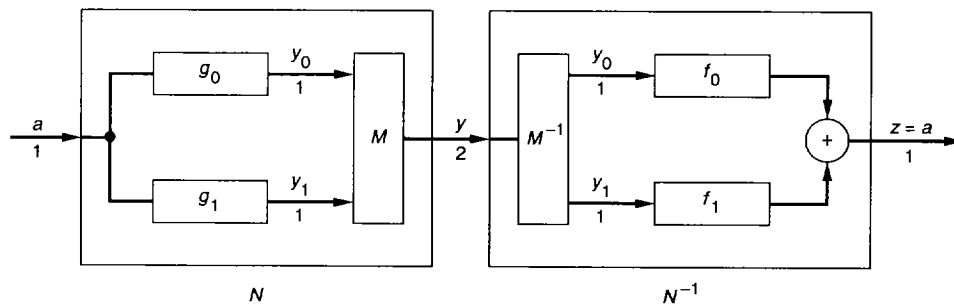 a
1
g₀
y₀
1
M
g₁
y₁
1
y
2
M⁻¹
y₀
1
f₀
y₁
1
f₁
+
z = a
1
N
N⁻¹